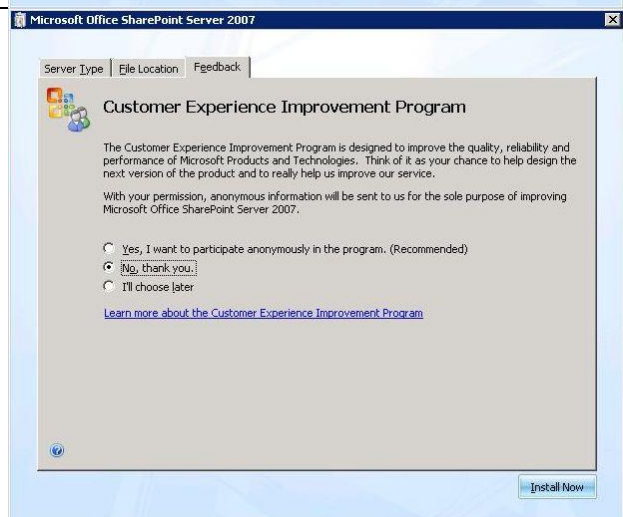 Microsoft Office SharePoint Server 2007
Server Type File Location Feedback
Customer Experience Improvement Program
The Customer Experience Improvement Program is designed to improve the quality, reliability and
performance of Microsoft Products and Technologies. Think of it as your chance to help design the
next version of the product and to really help us improve our service.
With your permission, anonymous information will be sent to us for the sole purpose of improving
Microsoft Office SharePoint Server 2007.
Yes, I want to participate anonymously in the program. (Recommended)
No, thank you.
I'll choose later
Learn more about the Customer Experience Improvement Program
Install Now